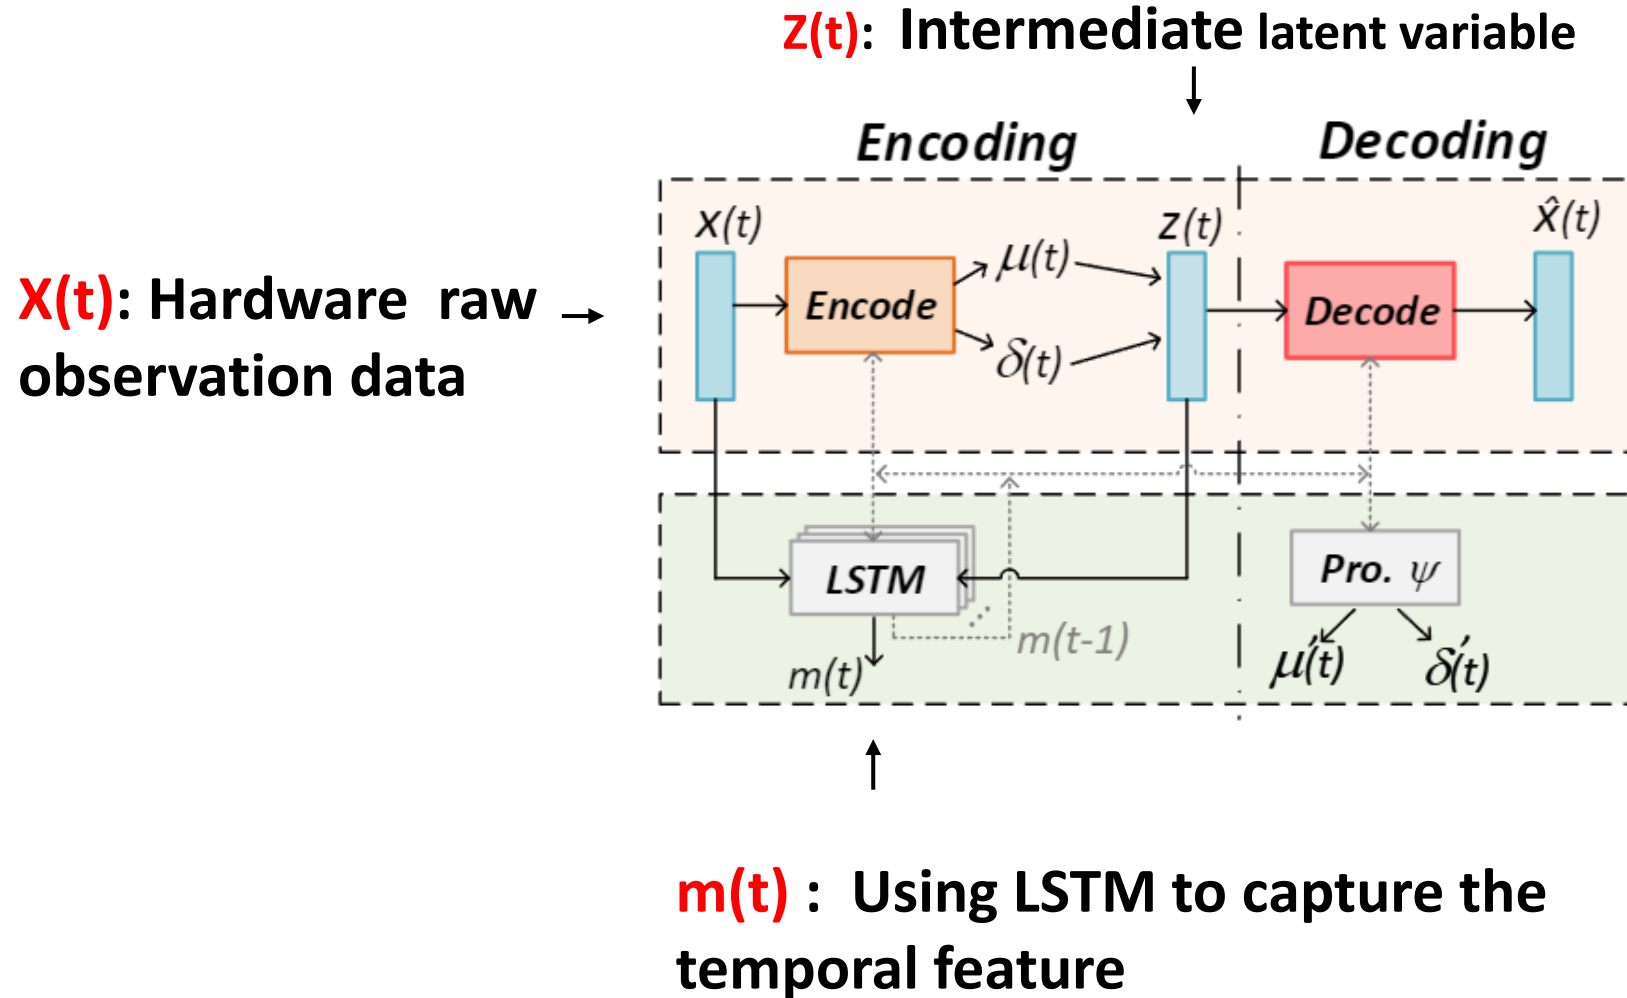 Z(t): Intermediate latent variable
Encoding
Decoding
X(t)
μ(t)
Z(t)
x̂(t)
X(t): Hardware raw
observation data
Encode
Decode
δ(t)
LSTM
Pro. ψ
m(t-1)
m(t)
μ′(t)
δ′(t)
m(t) : Using LSTM to capture the
temporal feature